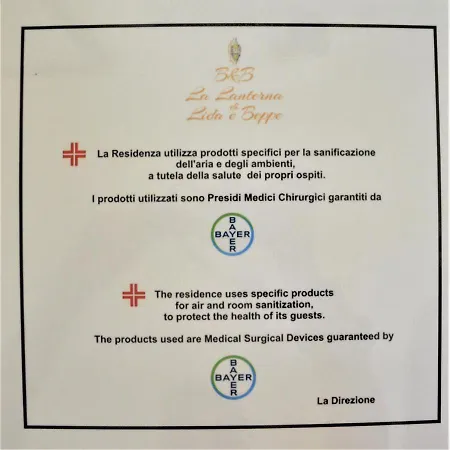 B&B
La Lanterna
di
Lida e Beppe
La Residenza utilizza prodotti specifici per la sanificazione
dell'aria e degli ambienti,
a tutela della salute dei propri ospiti.
I prodotti utilizzati sono Presidi Medici Chirurgici garantiti da
BAYER
BAYER
The residence uses specific products
for air and room sanitization,
to protect the health of its guests.
The products used are Medical Surgical Devices guaranteed by
BAYER
BAYER
La Direzione